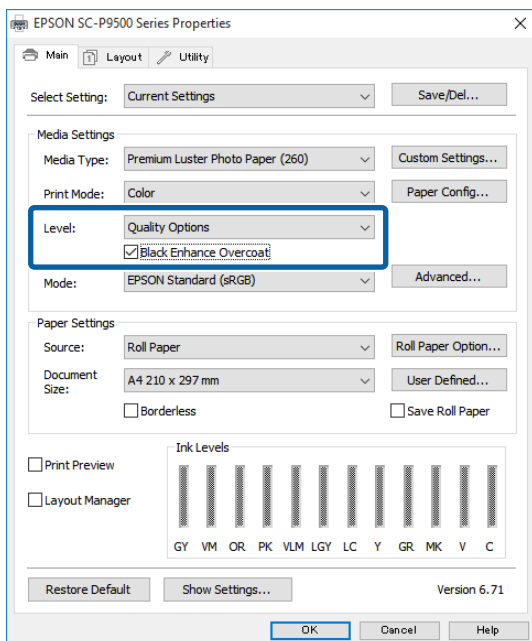 EPSON SC-P9500 Series Properties
Main Layout Utility
Select Setting: Current Settings Save/Del...
Media Settings
Media Type: Premium Luster Photo Paper (260) Custom Settings...
Print Mode: Color Paper Config...
Level: Quality Options
Black Enhance Overcoat
Mode: EPSON Standard (sRGB) Advanced...
Paper Settings
Source: Roll Paper Roll Paper Option...
Document
Size: A4 210 x 297 mm User Defined...
Borderless Save Roll Paper
Ink Levels
Print Preview
Layout Manager
GY VM OR PK VLM LGY LC Y GR MK V C
Restore Default Show Settings... Version 6.71
OK Cancel Help